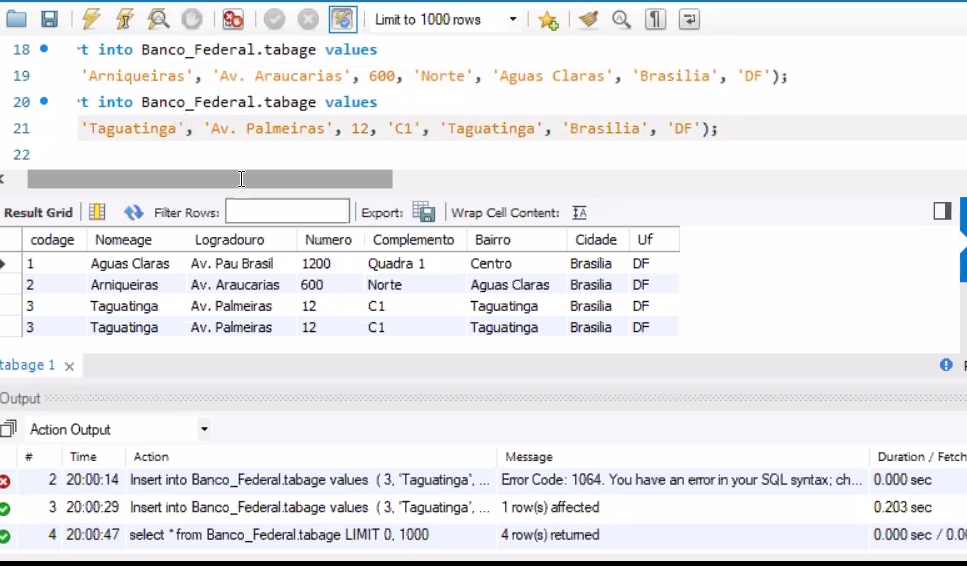 Limit to 1000 rows
18 t into Banco_Federal.tabage values
19 'Arniqueiras', 'Av. Araucarias', 600, 'Norte', 'Aguas Claras', 'Brasilia', 'DF');
20 t into Banco_Federal.tabage values
21 'Taguatinga', 'Av. Palmeiras', 12, 'C1', 'Taguatinga', 'Brasilia', 'DF');
22
Result Grid Filter Rows: Export: Wrap Cell Content: IA
codage Nomeage Logradouro Numero Complemento Bairro Cidade Uf
1 Aguas Claras Av. Pau Brasil 1200 Quadra 1 Centro Brasilia DF
2 Arniqueiras Av. Araucarias 600 Norte Aguas Claras Brasilia DF
3 Taguatinga Av. Palmeiras 12 C1 Taguatinga Brasilia DF
3 Taguatinga Av. Palmeiras 12 C1 Taguatinga Brasilia DF
tabage 1
Output
Action Output
# Time Action Message Duration / Fetch
2 20:00:14 Insert into Banco_Federal.tabage values ( 3, 'Taguatinga', ... Error Code: 1064. You have an error in your SQL syntax; ch... 0.000 sec
3 20:00:29 Insert into Banco_Federal.tabage values ( 3, 'Taguatinga', ... 1 row(s) affected 0.203 sec
4 20:00:47 select * from Banco_Federal.tabage LIMIT 0, 1000 4 row(s) returned 0.000 sec / 0.00